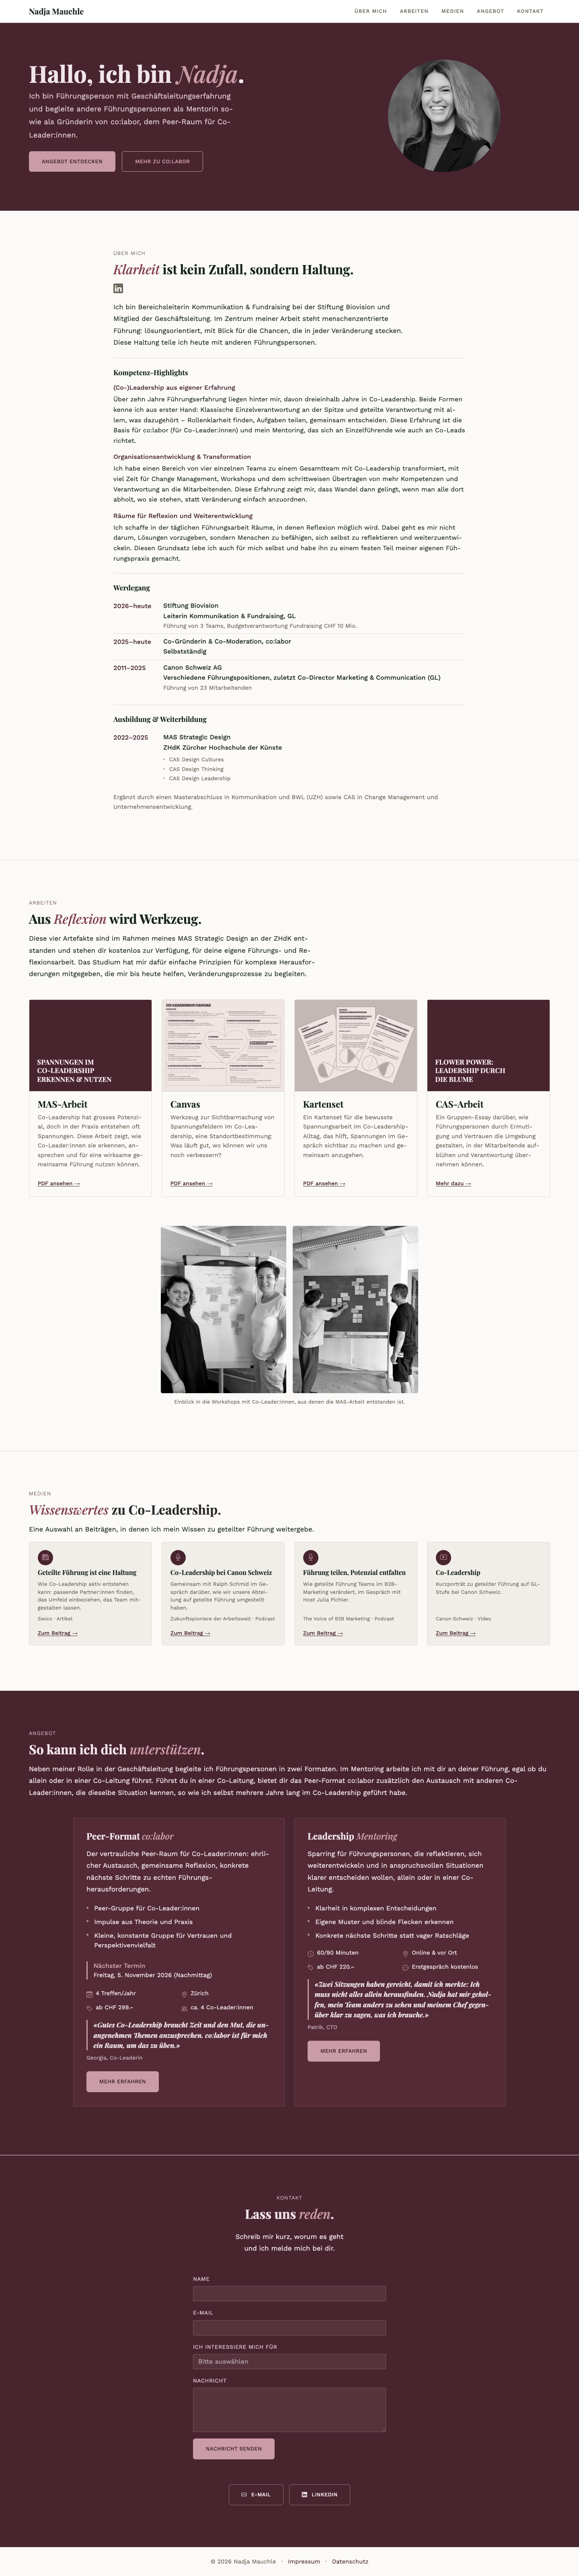 Nadja Mauchle
ÜBER MICH
ARBEITEN
MEDIEN
ANGEBOT
KONTAKT
Hallo, ich bin Nadja.
Ich bin Führungsperson mit Geschäftsleitungserfahrung
und begleite andere Führungspersonen als Mentorin so-
wie als Gründerin von co:labor, dem Peer-Raum für Co-
Leader:innen.
ANGEBOT ENTDECKEN
MEHR ZU CO:LABOR
ÜBER MICH
Klarheit ist kein Zufall, sondern Haltung.
in
Ich bin Bereichsleiterin Kommunikation & Fundraising bei der Stiftung Biovision und
Mitglied der Geschäftsleitung. Im Zentrum meiner Arbeit steht menschenzentrierte
Führung: lösungsorientiert, mit Blick für die Chancen, die in jeder Veränderung stecken.
Diese Haltung teile ich heute mit anderen Führungspersonen.
Kompetenz-Highlights
(Co-)Leadership aus eigener Erfahrung
Über zehn Jahre Führungserfahrung liegen hinter mir, davon dreieinhalb Jahre in Co-Leadership. Beide Formen
kenne ich aus erster Hand: Klassische Einzelverantwortung an der Spitze und geteilte Verantwortung mit al-
lem, was dazugehört – Rollenklarheit finden, Aufgaben teilen, gemeinsam entscheiden. Diese Erfahrung ist die
Basis für co:labor (für Co-Leader:innen) und mein Mentoring, das sich an Einzelführende wie auch an Co-Leads
richtet.
Organisationsentwicklung & Transformation
Ich habe einen Bereich von vier einzelnen Teams zu einem Gesamtteam mit Co-Leadership transformiert, mit
viel Zeit für Change Management, Workshops und dem schrittweisen Übertragen von mehr Kompetenzen und
Verantwortung an die Mitarbeitenden. Diese Erfahrung zeigt mir, dass Wandel dann gelingt, wenn man alle dort
abholt, wo sie stehen, statt Veränderung einfach anzuordnen.
Räume für Reflexion und Weiterentwicklung
Ich schaffe in der täglichen Führungsarbeit Räume, in denen Reflexion möglich wird. Dabei geht es mir nicht
darum, Lösungen vorzugeben, sondern Menschen zu befähigen, sich selbst zu reflektieren und weiterzuentwi-
ckeln. Diesen Grundsatz lebe ich auch für mich selbst und habe ihn zu einem festen Teil meiner eigenen Füh-
rungspraxis gemacht.
Werdegang
2026–heute
Stiftung Biovision
Leiterin Kommunikation & Fundraising, GL
Führung von 3 Teams, Budgetverantwortung Fundraising CHF 10 Mio.
2025–heute
Co-Gründerin & Co-Moderation, co:labor
Selbstständig
2011–2025
Canon Schweiz AG
Verschiedene Führungspositionen, zuletzt Co-Director Marketing & Communication (GL)
Führung von 23 Mitarbeitenden
Ausbildung & Weiterbildung
2022–2025
MAS Strategic Design
ZHdK Zürcher Hochschule der Künste
CAS Design Cultures
CAS Design Thinking
CAS Design Leadership
Ergänzt durch einen Masterabschluss in Kommunikation und BWL (UZH) sowie CAS in Change Management und
Unternehmensentwicklung.
ARBEITEN
Aus Reflexion wird Werkzeug.
Diese vier Artefakte sind im Rahmen meines MAS Strategic Design an der ZHdK ent-
standen und stehen dir kostenlos zur Verfügung, für deine eigene Führungs- und Re-
flexionsarbeit. Das Studium hat mir dafür einfache Prinzipien für komplexe Herausfor-
derungen mitgegeben, die mir bis heute helfen, Veränderungsprozesse zu begleiten.
SPANNUNGEN IM
CO-LEADERSHIP
ERKENNEN & NUTZEN
MAS-Arbeit
Co-Leadership hat grosses Potenzi-
al, doch in der Praxis entstehen oft
Spannungen. Diese Arbeit zeigt, wie
Co-Leader:innen sie erkennen, an-
sprechen und für eine wirksame ge-
meinsame Führung nutzen können.
PDF ansehen →
CO-LEADERSHIP CANVAS
Canvas
Werkzeug zur Sichtbarmachung von
Spannungsfeldern im Co-Lea-
dership, eine Standortbestimmung:
Was läuft gut, wo können wir uns
noch verbessern?
PDF ansehen →
Kartenset
Ein Kartenset für die bewusste
Spannungsarbeit im Co-Leadership-
Alltag, das hilft, Spannungen im Ge-
spräch sichtbar zu machen und ge-
meinsam anzugehen.
PDF ansehen →
FLOWER POWER:
LEADERSHIP DURCH
DIE BLUME
CAS-Arbeit
Ein Gruppen-Essay darüber, wie
Führungspersonen durch Ermuti-
gung und Vertrauen die Umgebung
gestalten, in der Mitarbeitende auf-
blühen und Verantwortung über-
nehmen können.
Mehr dazu →
Einblick in die Workshops mit Co-Leader:innen, aus denen die MAS-Arbeit entstanden ist.
MEDIEN
Wissenswertes zu Co-Leadership.
Eine Auswahl an Beiträgen, in denen ich mein Wissen zu geteilter Führung weitergebe.
Geteilte Führung ist eine Haltung
Wie Co-Leadership aktiv entstehen
kann: passende Partner:innen finden,
das Umfeld einbeziehen, das Team mit-
gestalten lassen.
Swico · Artikel
Zum Beitrag →
Co-Leadership bei Canon Schweiz
Gemeinsam mit Ralph Schmid im Ge-
spräch darüber, wie wir unsere Abtei-
lung auf geteilte Führung umgestellt
haben.
Zukunftspioniere der Arbeitswelt · Podcast
Zum Beitrag →
Führung teilen, Potenzial entfalten
Wie geteilte Führung Teams im B2B-
Marketing verändert, im Gespräch mit
Host Julia Pichler.
The Voice of B2B Marketing · Podcast
Zum Beitrag →
Co-Leadership
Kurzporträt zu geteilter Führung auf GL-
Stufe bei Canon Schweiz.
Canon Schweiz · Video
Zum Beitrag →
ANGEBOT
So kann ich dich unterstützen.
Neben meiner Rolle in der Geschäftsleitung begleite ich Führungspersonen in zwei Formaten. Im Mentoring arbeite ich mit dir an deiner Führung, egal ob du
allein oder in einer Co-Leitung führst. Führst du in einer Co-Leitung, bietet dir das Peer-Format co:labor zusätzlich den Austausch mit anderen Co-
Leader:innen, die dieselbe Situation kennen, so wie ich selbst mehrere Jahre lang im Co-Leadership geführt habe.
Peer-Format co:labor
Der vertrauliche Peer-Raum für Co-Leader:innen: ehrli-
cher Austausch, gemeinsame Reflexion, konkrete
nächste Schritte zu echten Führungs-
herausforderungen.
Peer-Gruppe für Co-Leader:innen
Impulse aus Theorie und Praxis
Kleine, konstante Gruppe für Vertrauen und
Perspektivenvielfalt
Nächster Termin
Freitag, 5. November 2026 (Nachmittag)
4 Treffen/Jahr
Zürich
ab CHF 299.–
ca. 4 Co-Leader:innen
«Gutes Co-Leadership braucht Zeit und den Mut, die un-
angenehmen Themen anzusprechen. co:labor ist für mich
ein Raum, um das zu üben.»
Georgia, Co-Leaderin
MEHR ERFAHREN
Leadership Mentoring
Sparring für Führungspersonen, die reflektieren, sich
weiterentwickeln und in anspruchsvollen Situationen
klarer entscheiden wollen, allein oder in einer Co-
Leitung.
Klarheit in komplexen Entscheidungen
Eigene Muster und blinde Flecken erkennen
Konkrete nächste Schritte statt vager Ratschläge
60/90 Minuten
Online & vor Ort
ab CHF 220.–
Erstgespräch kostenlos
«Zwei Sitzungen haben gereicht, damit ich merkte: Ich
muss nicht alles allein herausfinden. Nadja hat mir gehol-
fen, mein Team anders zu sehen und meinem Chef gegen-
über klar zu sagen, was ich brauche.»
Patrik, CTO
MEHR ERFAHREN
KONTAKT
Lass uns reden.
Schreib mir kurz, worum es geht
und ich melde mich bei dir.
NAME
E-MAIL
ICH INTERESSIERE MICH FÜR
Bitte auswählen
NACHRICHT
NACHRICHT SENDEN
E-MAIL
LINKEDIN
© 2026 Nadja Mauchle · Impressum · Datenschutz